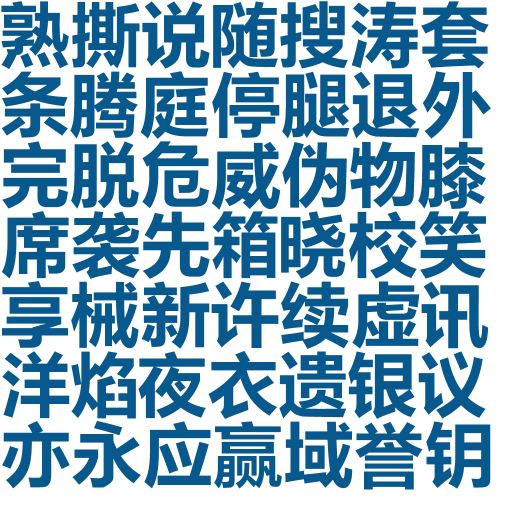 熟撕说随搜涛套
条腾庭停腿退外
完脱危威伪物膝
席袭先箱晓校笑
享械新许续虚讯
洋焰夜衣遗银议
亦永应赢域誉钥